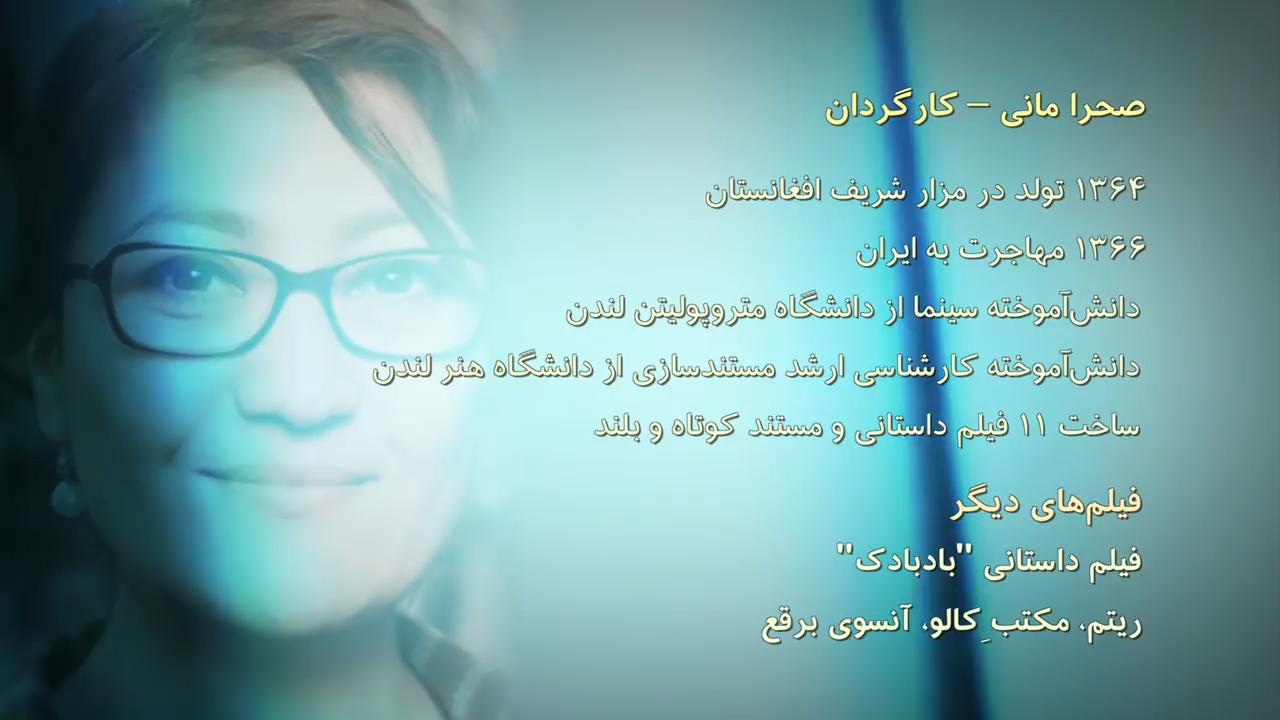 صحرا مانی – کارگردان
۱۳۶۴ تولد در مزار شریف افغانستان
۱۳۶۶ مهاجرت به ایران
دانش‌آموخته سینما از دانشگاه متروپولیتن لندن
دانش‌آموخته کارشناسی ارشد مستندسازی از دانشگاه هنر لندن
ساخت ۱۱ فیلم داستانی و مستند کوتاه و بلند
فیلم‌های دیگر
فیلم داستانی "بادبادک"
ریتم، مکتب ِکالو، آنسوی برقع